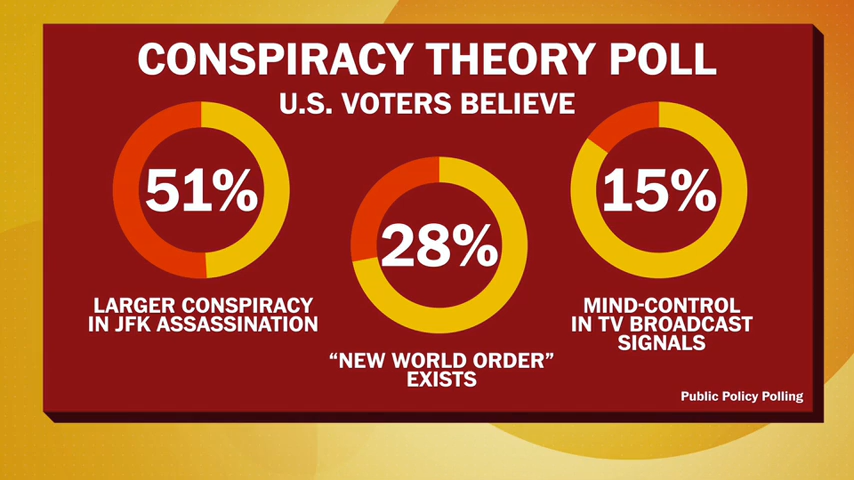 CONSPIRACY THEORY POLL
U.S. VOTERS BELIEVE
51%
LARGER CONSPIRACY
IN JFK ASSASSINATION
28%
“NEW WORLD ORDER”
EXISTS
15%
MIND-CONTROL
IN TV BROADCAST
SIGNALS
Public Policy Polling